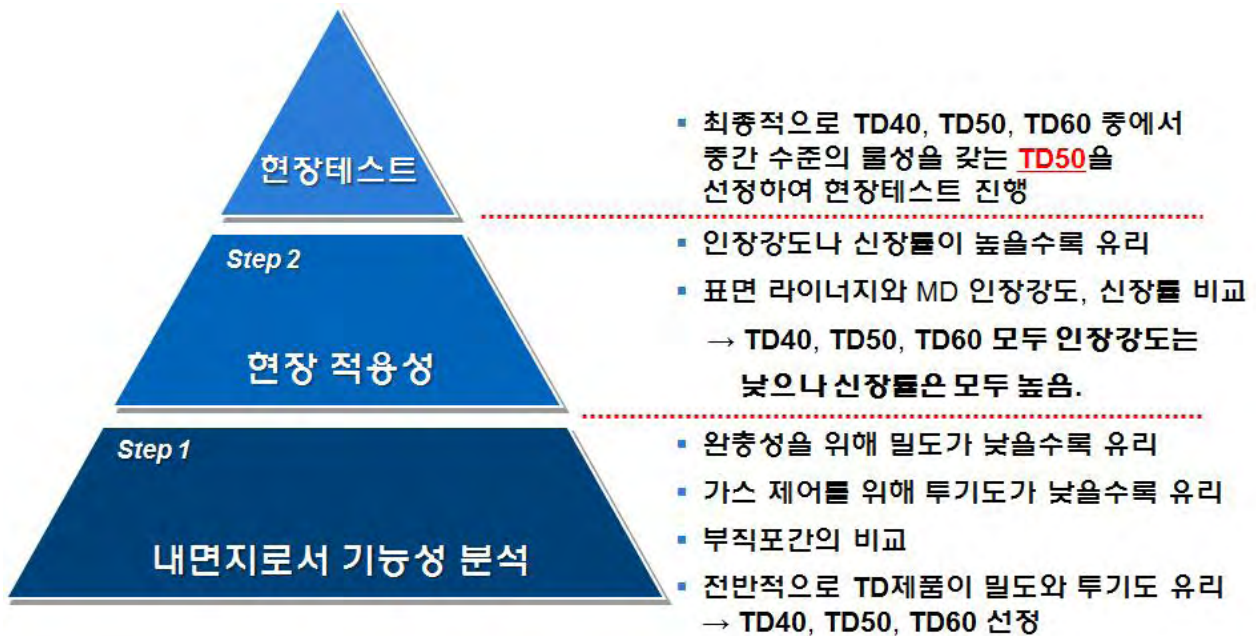 현장테스트
▪ 최종적으로 TD40, TD50, TD60 중에서
중간 수준의 물성을 갖는 TD50을
선정하여 현장테스트 진행
Step 2
현장 적용성
▪ 인장강도나 신장률이 높을수록 유리
▪ 표면 라이너지와 MD 인장강도, 신장률 비교
→ TD40, TD50, TD60 모두 인장강도는
낮으나 신장률은 모두 높음.
Step 1
내면지로서 기능성 분석
▪ 완충성을 위해 밀도가 낮을수록 유리
▪ 가스 제어를 위해 투기도가 낮을수록 유리
▪ 부직포간의 비교
▪ 전반적으로 TD제품이 밀도와 투기도 유리
→ TD40, TD50, TD60 선정